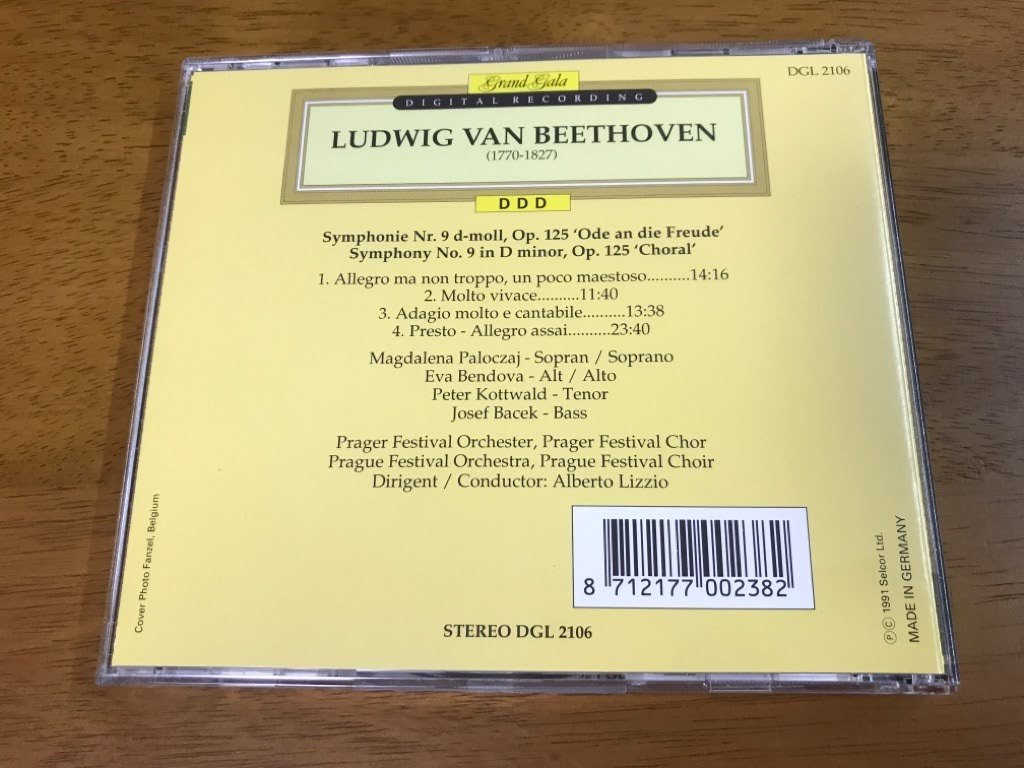 Grand Gala
DGL 2106
DIGITAL RECORDING
LUDWIG VAN BEETHOVEN
(1770-1827)
DDD
Symphonie Nr. 9 d-moll, Op. 125 ‘Ode an die Freude’
Symphony No. 9 in D minor, Op. 125 ‘Choral’
1. Allegro ma non troppo, un poco maestoso..........14:16
2. Molto vivace..........11:40
3. Adagio molto e cantabile..........13:38
4. Presto - Allegro assai..........23:40
Magdalena Paloczaj - Sopran / Soprano
Eva Bendova - Alt / Alto
Peter Kottwald - Tenor
Josef Bacek - Bass
Prager Festival Orchester, Prager Festival Chor
Prague Festival Orchestra, Prague Festival Choir
Dirigent / Conductor: Alberto Lizzio
Cover Photo Fanzel, Belgium
8 712177 002382
STEREO DGL 2106
Ⓟ Ⓒ 1991 Selcor Ltd.
MADE IN GERMANY